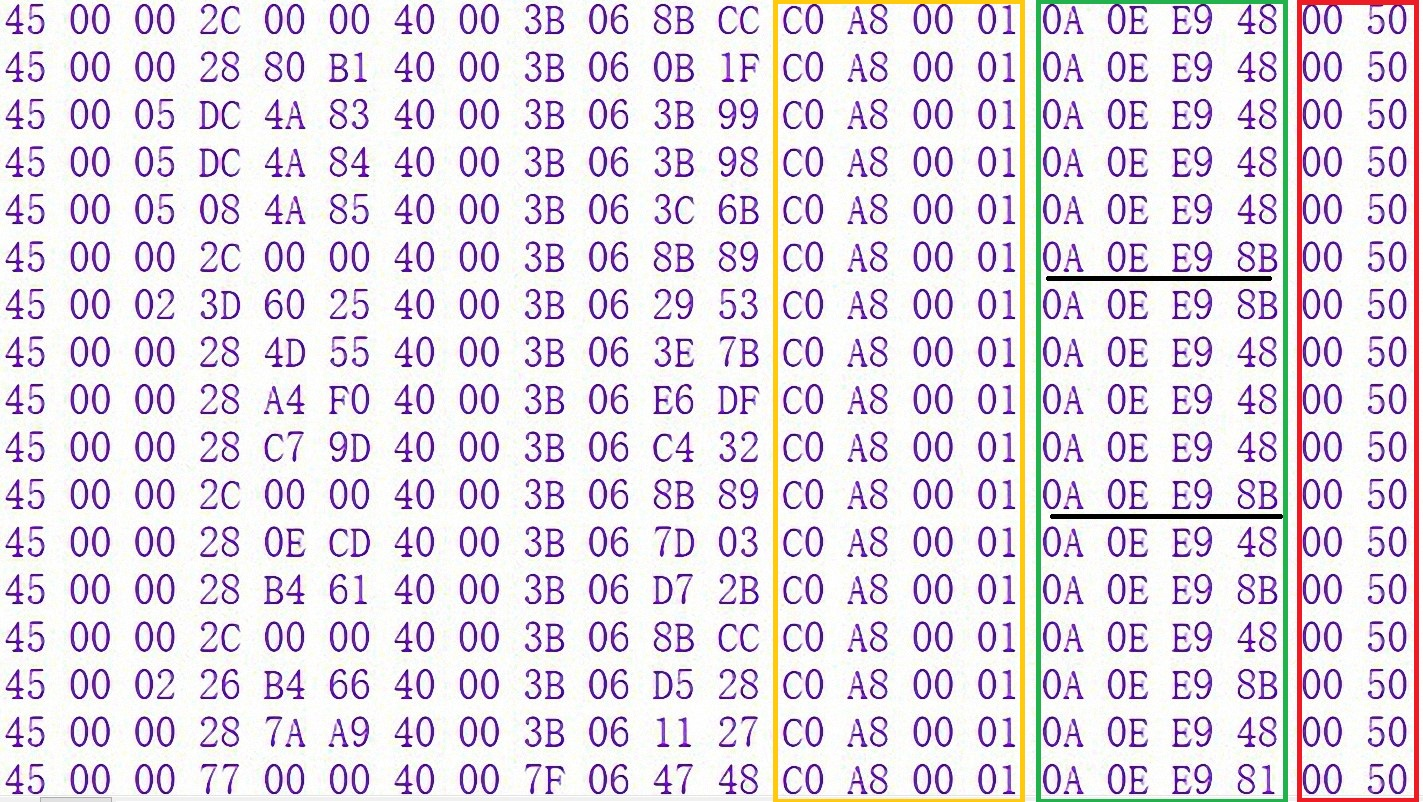 45 00 00 2C 00 00 40 00 3B 06 8B CC C0 A8 00 01 0A 0E E9 48 00 50
45 00 00 28 80 B1 40 00 3B 06 0B 1F C0 A8 00 01 0A 0E E9 48 00 50
45 00 05 DC 4A 83 40 00 3B 06 3B 99 C0 A8 00 01 0A 0E E9 48 00 50
45 00 05 DC 4A 84 40 00 3B 06 3B 98 C0 A8 00 01 0A 0E E9 48 00 50
45 00 05 08 4A 85 40 00 3B 06 3C 6B C0 A8 00 01 0A 0E E9 48 00 50
45 00 00 2C 00 00 40 00 3B 06 8B 89 C0 A8 00 01 0A 0E E9 8B 00 50
45 00 02 3D 60 25 40 00 3B 06 29 53 C0 A8 00 01 0A 0E E9 8B 00 50
45 00 00 28 4D 55 40 00 3B 06 3E 7B C0 A8 00 01 0A 0E E9 48 00 50
45 00 00 28 A4 F0 40 00 3B 06 E6 DF C0 A8 00 01 0A 0E E9 48 00 50
45 00 00 28 C7 9D 40 00 3B 06 C4 32 C0 A8 00 01 0A 0E E9 48 00 50
45 00 00 2C 00 00 40 00 3B 06 8B 89 C0 A8 00 01 0A 0E E9 8B 00 50
45 00 00 28 0E CD 40 00 3B 06 7D 03 C0 A8 00 01 0A 0E E9 48 00 50
45 00 00 28 B4 61 40 00 3B 06 D7 2B C0 A8 00 01 0A 0E E9 8B 00 50
45 00 00 2C 00 00 40 00 3B 06 8B CC C0 A8 00 01 0A 0E E9 48 00 50
45 00 02 26 B4 66 40 00 3B 06 D5 28 C0 A8 00 01 0A 0E E9 8B 00 50
45 00 00 28 7A A9 40 00 3B 06 11 27 C0 A8 00 01 0A 0E E9 48 00 50
45 00 00 77 00 00 40 00 7F 06 47 48 C0 A8 00 01 0A 0E E9 81 00 50